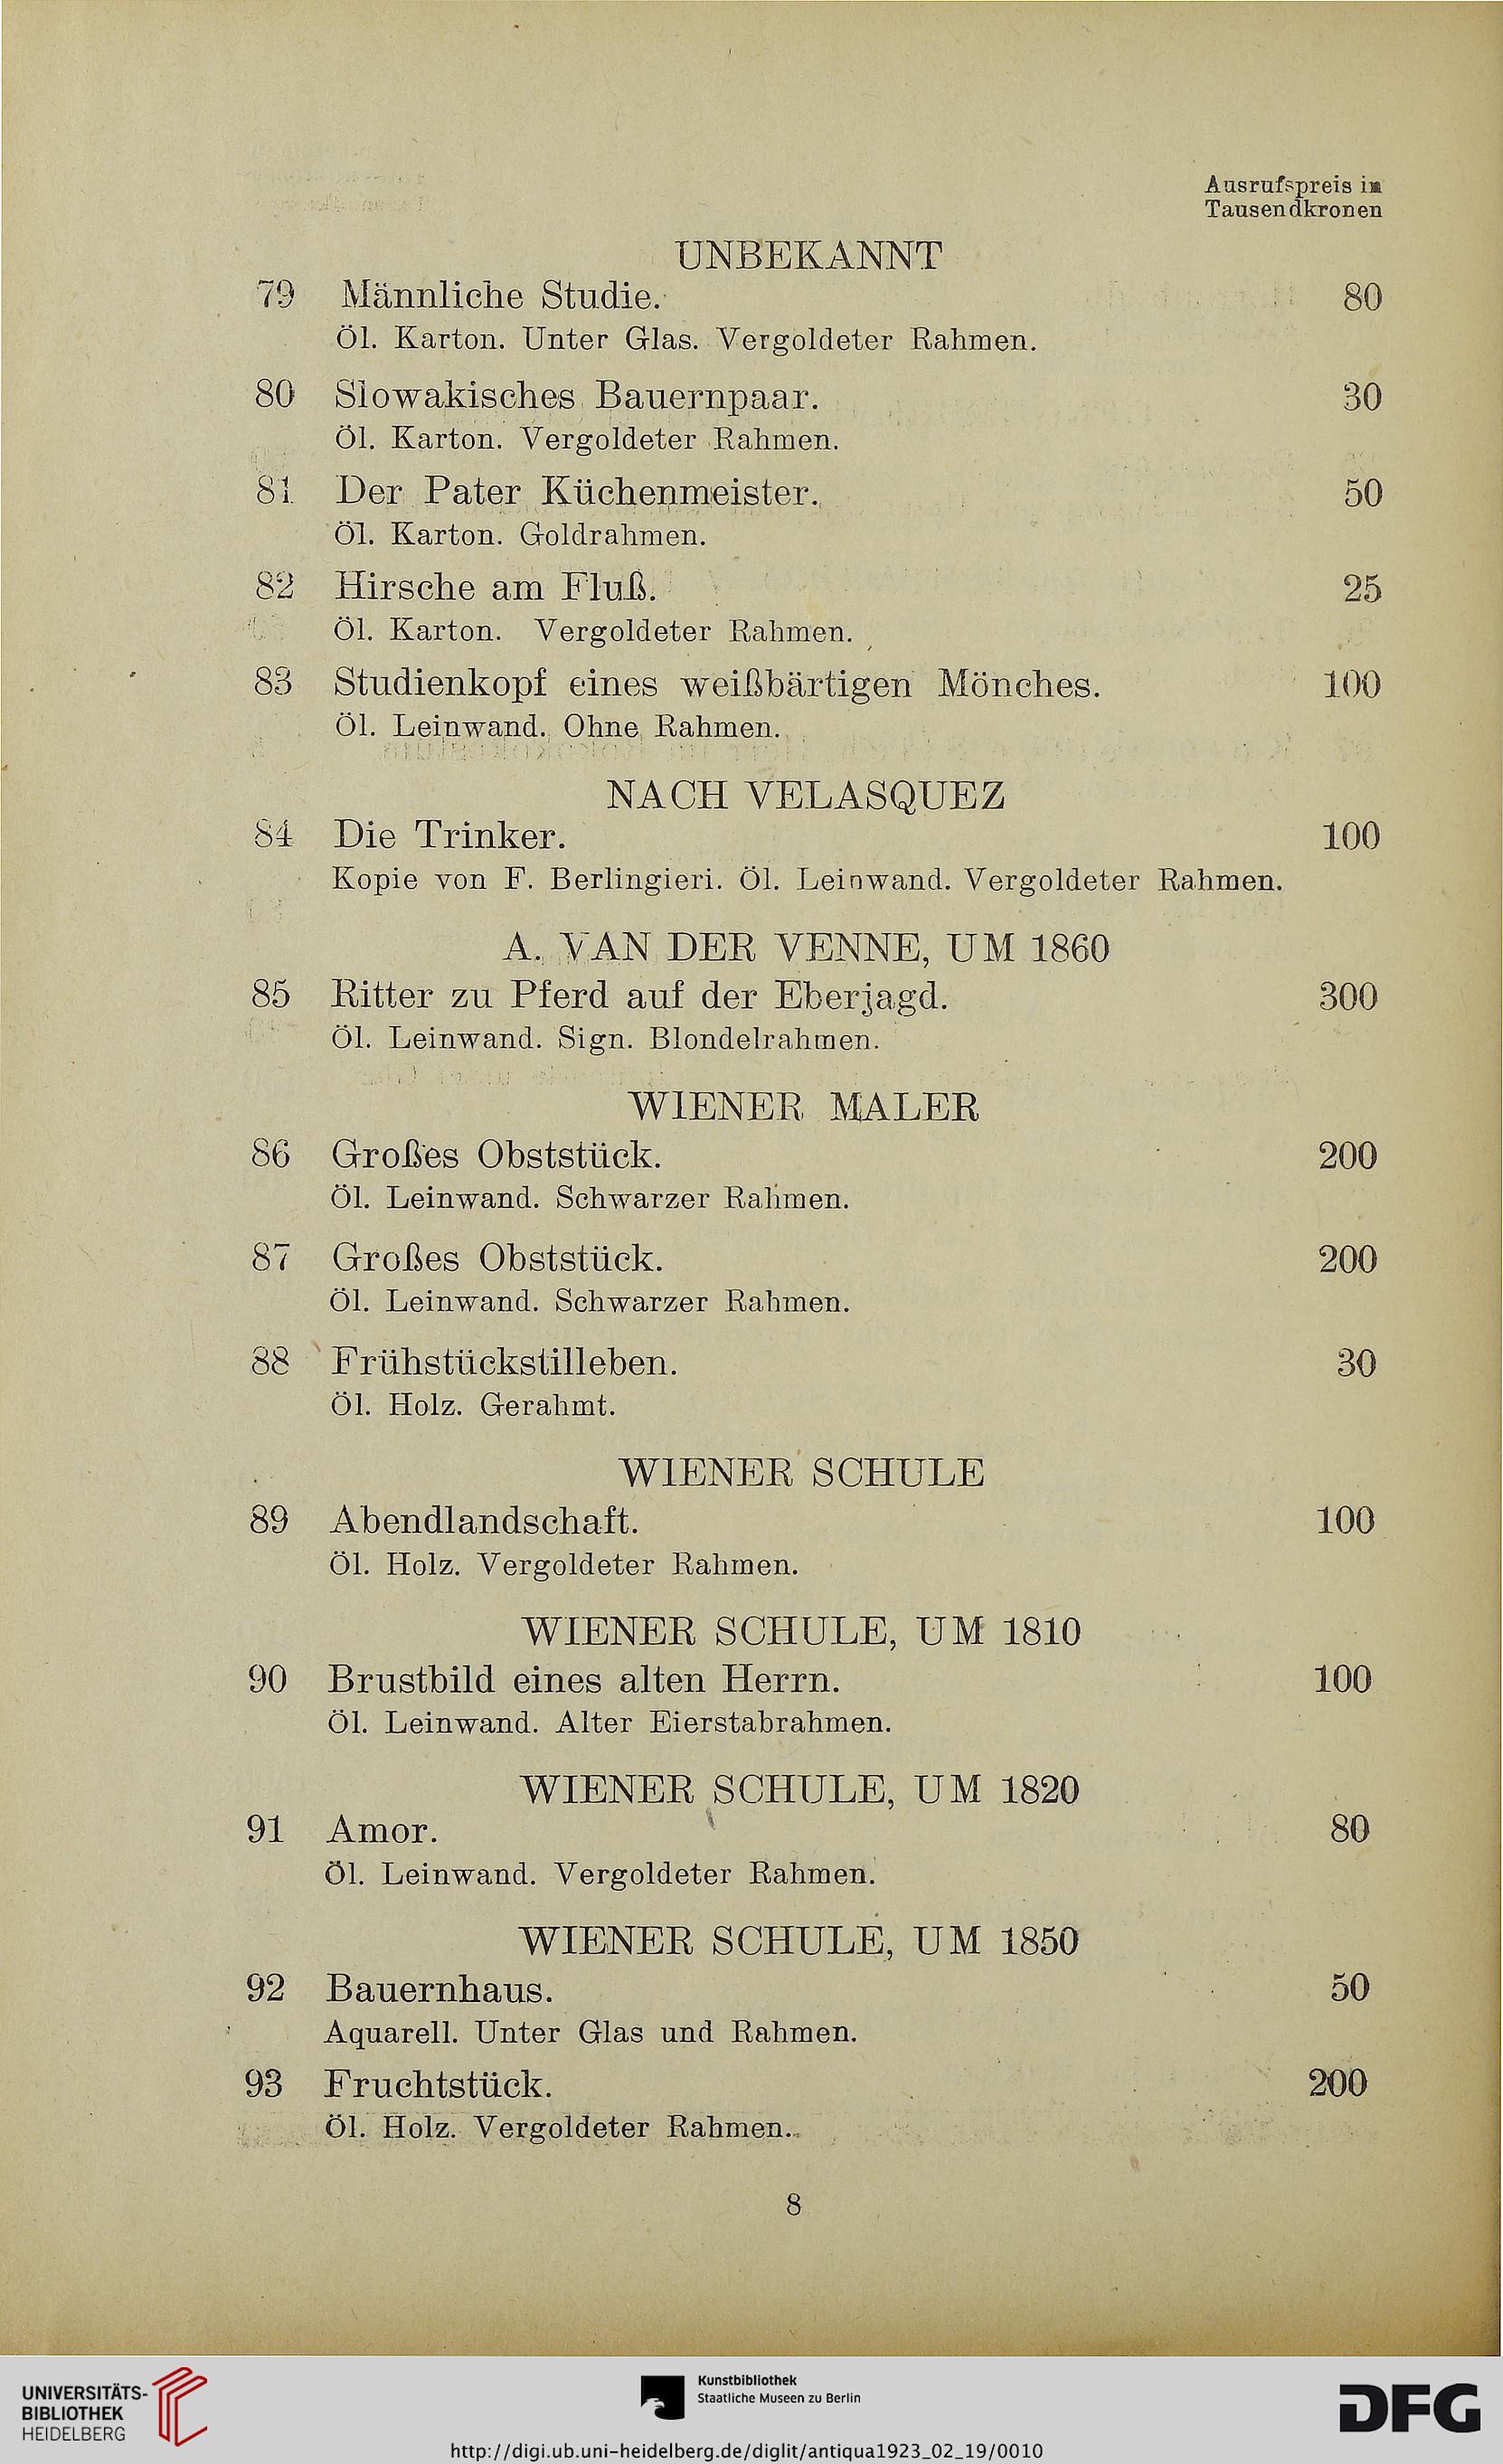 Ausrufspreis in
Tausendkronen
UNBEKANNT
79 Männliche Studie. 80
Öl. Karton. Unter Glas. Vergoldeter Rahmen.
80 Slowakisches Bauernpaar. 30
Öl. Karton. Vergoldeter Rahmen.
81 Der Pater Küchenmeister. 50
Öl. Karton. Goldrahmen.
82 Hirsche am Fluß. 25
Öl. Karton. Vergoldeter Rahmen.
83 Studienkopf eines weißbärtigen Mönches. 100
Öl. Leinwand. Ohne Rahmen.
NACH VELASQUEZ
84 Die Trinker. 100
Kopie von F. Berlingieri. Öl. Leinwand. Vergoldeter Rahmen.
A. VAN DER VENNE, UM 1860
85 Ritter zu Pferd auf der Eberjagd. 300
Öl. Leinwand. Sign. Blondelrahmen.
WIENER MALER
86 Großes Obststück. 200
Öl. Leinwand. Schwarzer Rahmen.
87 Großes Obststück. 200
Öl. Leinwand. Schwarzer Rahmen.
88 Frühstückstilleben. 30
Öl. Holz. Gerahmt.
WIENER SCHULE
89 Abendlandschaft. 100
Öl. Holz. Vergoldeter Rahmen.
WIENER SCHULE, UM 1810
90 Brustbild eines alten Herrn. 100
Öl. Leinwand. Alter Eierstabrahmen.
WIENER SCHULE, UM 1820
91 Amor. 80
Öl. Leinwand. Vergoldeter Rahmen.
WIENER SCHULE, UM 1850
92 Bauernhaus. 50
Aquarell. Unter Glas und Rahmen.
93 Fruchtstück. 200
Öl. Holz. Vergoldeter Rahmen.
8
UNIVERSITÄTS-
BIBLIOTHEK
HEIDELBERG
Kunstbibliothek
Staatliche Museen zu Berlin
DFG
http://digi.ub.uni-heidelberg.de/diglit/antiqua1923_02_19/0010